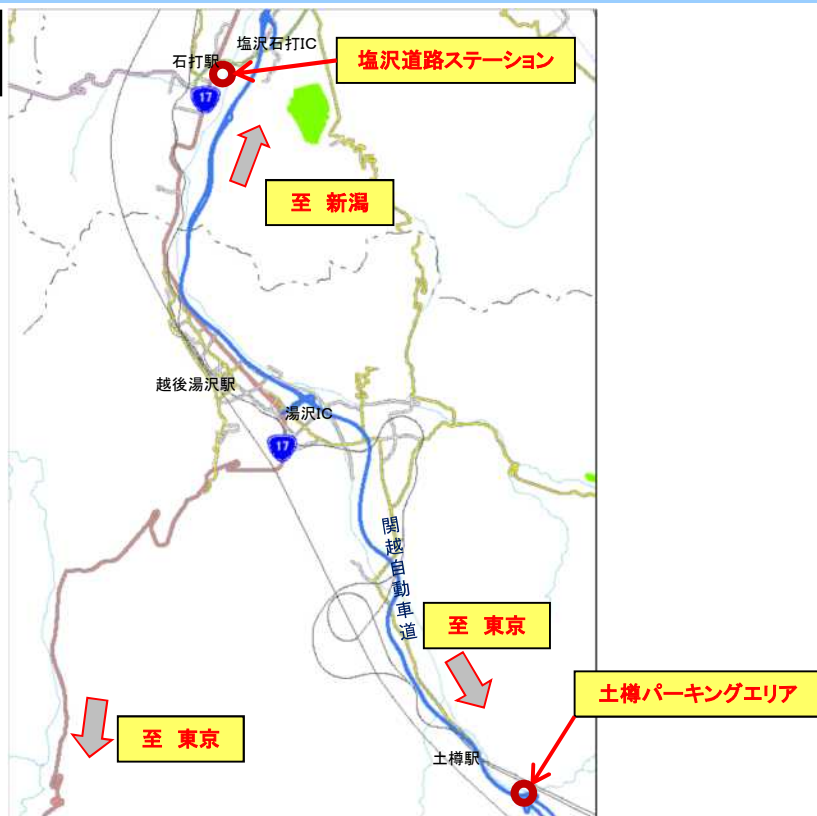 塩沢石打IC
石打駅
塩沢道路ステーション
17
至 新潟
越後湯沢駅
湯沢IC
17
関越自動車道
至 東京
土樽パーキングエリア
至 東京
土樽駅